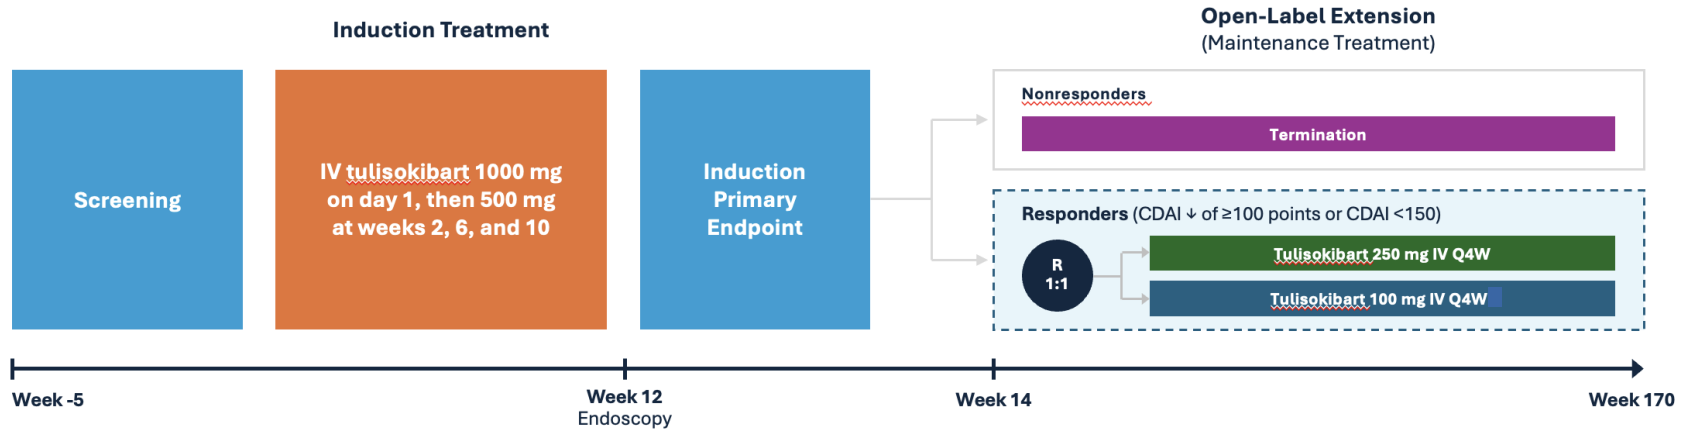 Induction Treatment
Open-Label Extension
(Maintenance Treatment)
Screening
IV tulisokibart 1000 mg
on day 1, then 500 mg
at weeks 2, 6, and 10
Induction
Primary
Endpoint
Nonresponders
Termination
Responders (CDAI ↓ of ≥100 points or CDAI <150)
R
1:1
Tulisokibart 250 mg IV Q4W
Tulisokibart 100 mg IV Q4W
Week -5
Week 12
Endoscopy
Week 14
Week 170